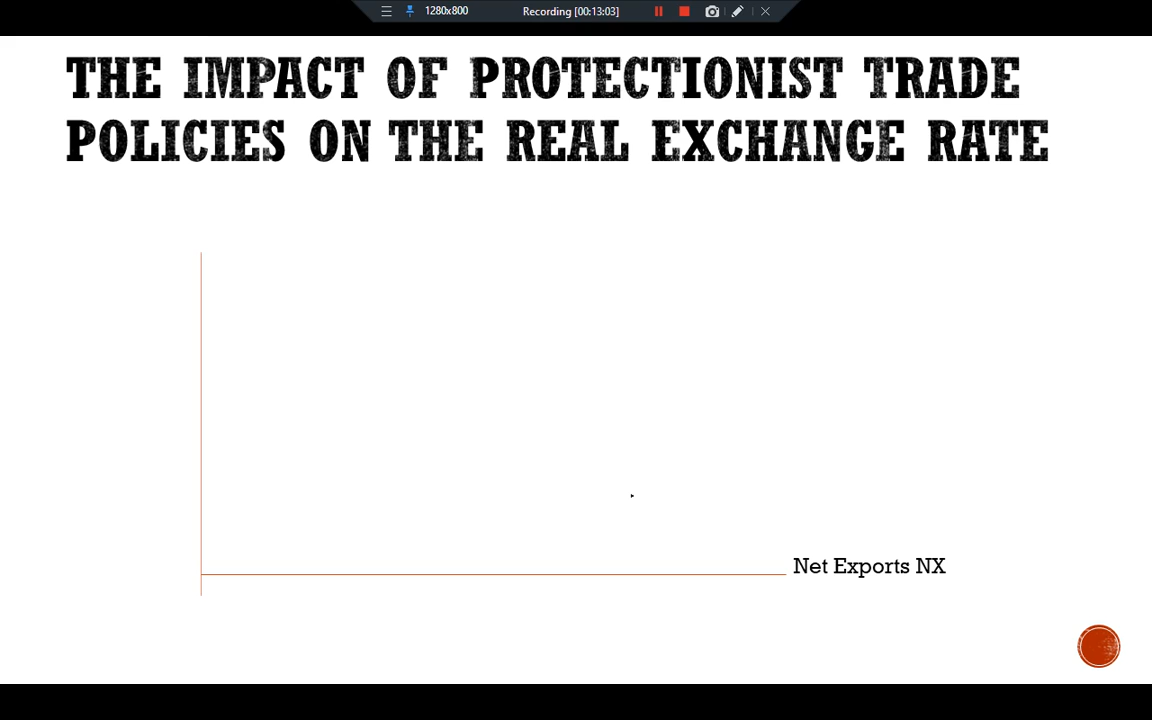 1280x800
Recording [00:13:03]
THE IMPACT OF PROTECTIONIST TRADE
POLICIES ON THE REAL EXCHANGE RATE
Net Exports NX